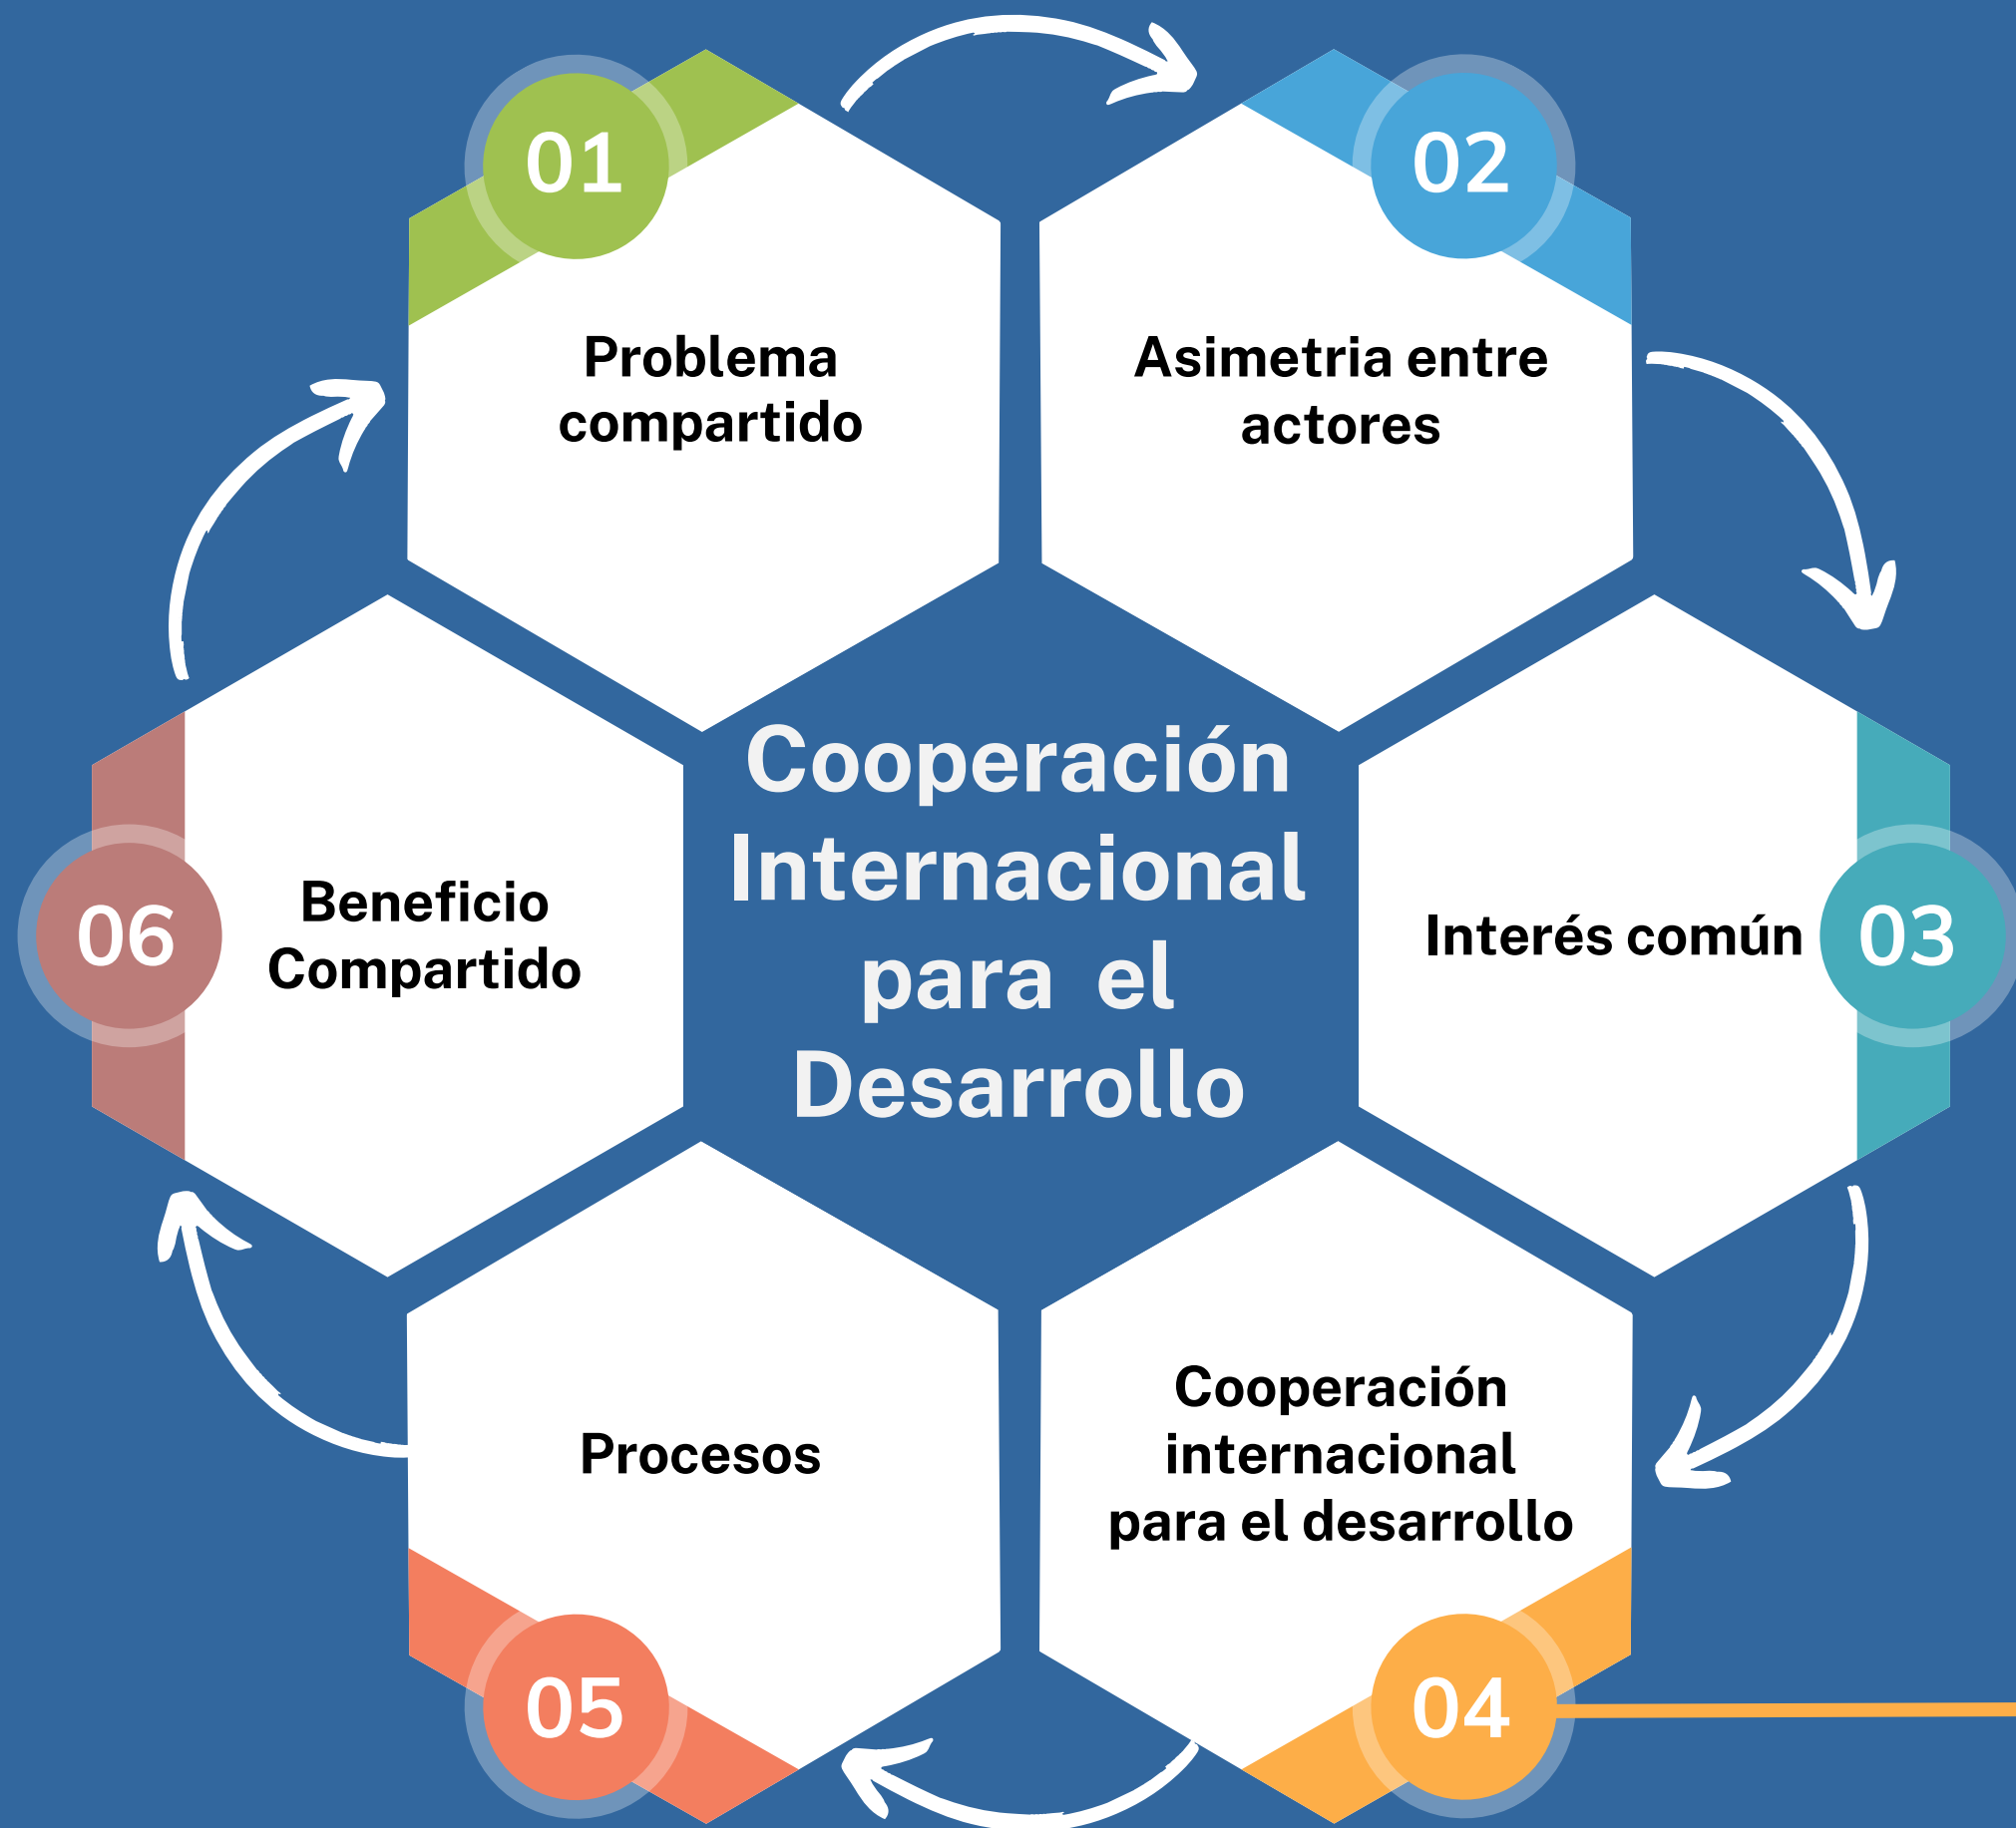 01
Problema
compartido
02
Asimetria entre
actores
03
Interés común
04
Cooperación
internacional
para el desarrollo
05
Procesos
06
Beneficio
Compartido
Cooperación
Internacional
para el
Desarrollo